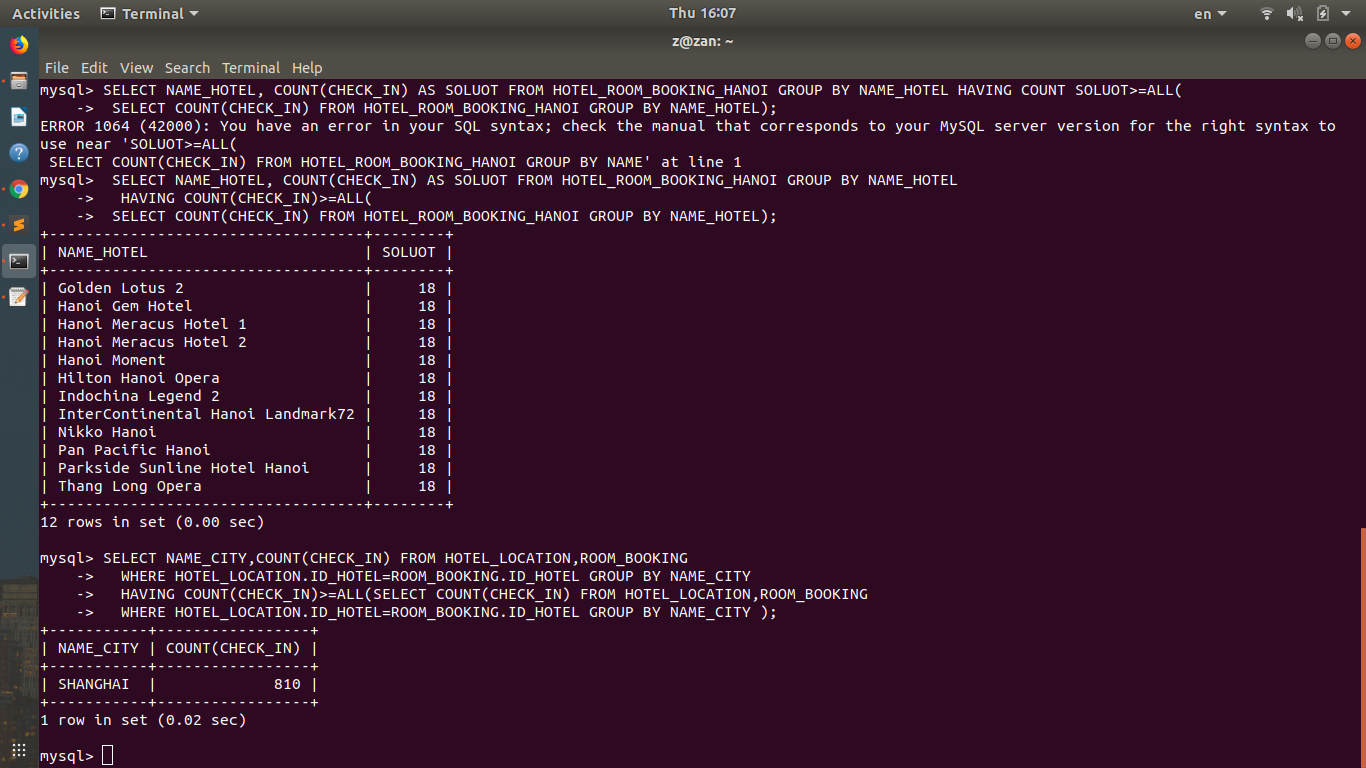 Activities Terminal Thu 16:07 en
z@zan: ~
File Edit View Search Terminal Help
mysql> SELECT NAME_HOTEL, COUNT(CHECK_IN) AS SOLUOT FROM HOTEL_ROOM_BOOKING_HANOI GROUP BY NAME_HOTEL HAVING COUNT SOLUOT>=ALL(
    ->  SELECT COUNT(CHECK_IN) FROM HOTEL_ROOM_BOOKING_HANOI GROUP BY NAME_HOTEL);
ERROR 1064 (42000): You have an error in your SQL syntax; check the manual that corresponds to your MySQL server version for the right syntax to
use near 'SOLUOT>=ALL(
 SELECT COUNT(CHECK_IN) FROM HOTEL_ROOM_BOOKING_HANOI GROUP BY NAME' at line 1
mysql>  SELECT NAME_HOTEL, COUNT(CHECK_IN) AS SOLUOT FROM HOTEL_ROOM_BOOKING_HANOI GROUP BY NAME_HOTEL
    ->   HAVING COUNT(CHECK_IN)>=ALL(
    ->  SELECT COUNT(CHECK_IN) FROM HOTEL_ROOM_BOOKING_HANOI GROUP BY NAME_HOTEL);
+-----------------------------------+--------+
| NAME_HOTEL                        | SOLUOT |
+-----------------------------------+--------+
| Golden Lotus 2                    |     18 |
| Hanoi Gem Hotel                   |     18 |
| Hanoi Meracus Hotel 1             |     18 |
| Hanoi Meracus Hotel 2             |     18 |
| Hanoi Moment                      |     18 |
| Hilton Hanoi Opera                |     18 |
| Indochina Legend 2                |     18 |
| InterContinental Hanoi Landmark72 |     18 |
| Nikko Hanoi                       |     18 |
| Pan Pacific Hanoi                 |     18 |
| Parkside Sunline Hotel Hanoi      |     18 |
| Thang Long Opera                  |     18 |
+-----------------------------------+--------+
12 rows in set (0.00 sec)

mysql> SELECT NAME_CITY,COUNT(CHECK_IN) FROM HOTEL_LOCATION,ROOM_BOOKING
    ->   WHERE HOTEL_LOCATION.ID_HOTEL=ROOM_BOOKING.ID_HOTEL GROUP BY NAME_CITY
    ->   HAVING COUNT(CHECK_IN)>=ALL(SELECT COUNT(CHECK_IN) FROM HOTEL_LOCATION,ROOM_BOOKING
    ->   WHERE HOTEL_LOCATION.ID_HOTEL=ROOM_BOOKING.ID_HOTEL GROUP BY NAME_CITY );
+-----------+-----------------+
| NAME_CITY | COUNT(CHECK_IN) |
+-----------+-----------------+
| SHANGHAI  |             810 |
+-----------+-----------------+
1 row in set (0.02 sec)

mysql>